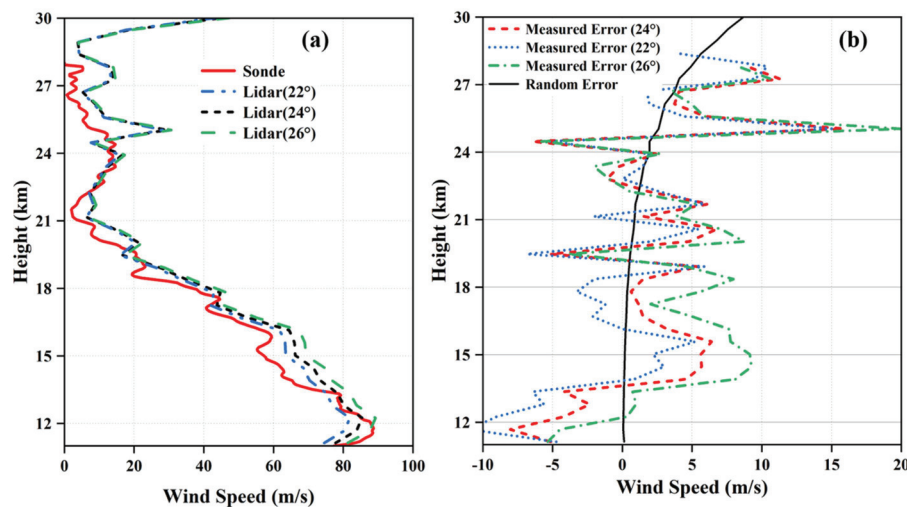 (a)
30
27
24
21
18
15
12
Height (km)
Sonde
Lidar(22°)
Lidar(24°)
Lidar(26°)
0
20
40
60
80
100
Wind Speed (m/s)
(b)
30
27
24
21
18
15
12
Height (km)
Measured Error (24°)
Measured Error (22°)
Measured Error (26°)
Random Error
-10
-5
0
5
10
15
20
Wind Speed (m/s)